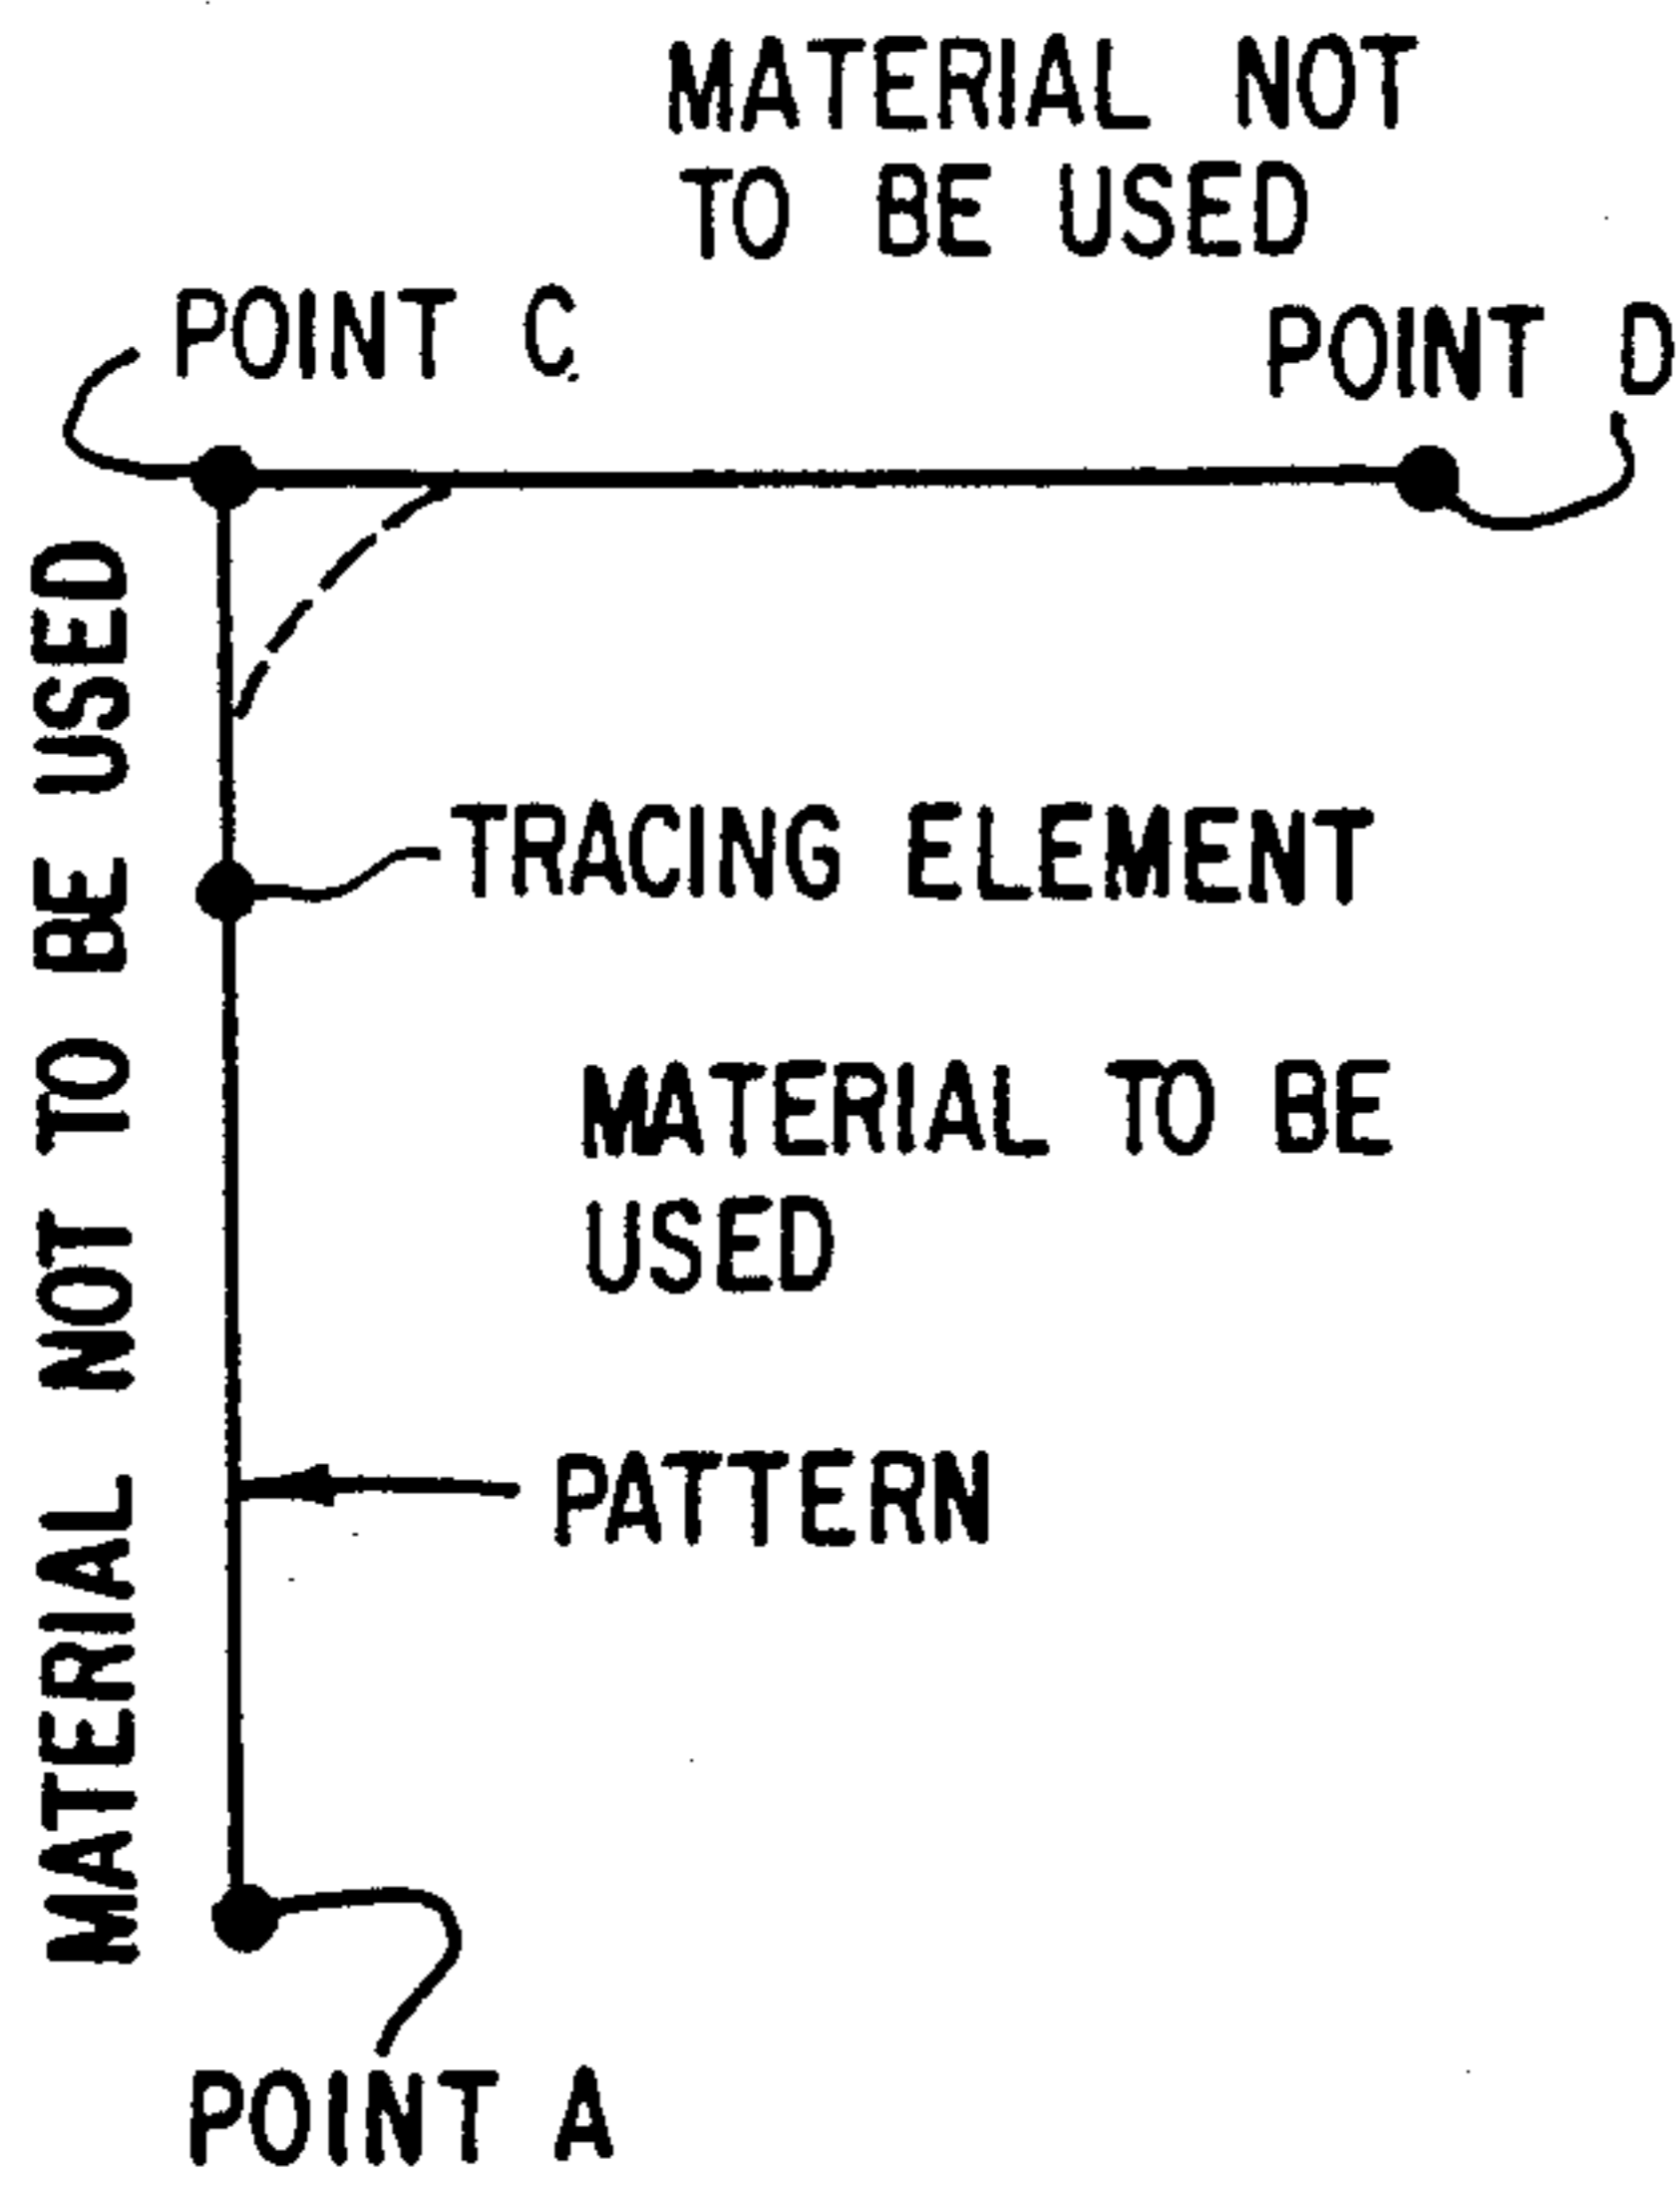 MATERIAL NOT
TO BE USED
POINT C
POINT D
MATERIAL NOT TO BE USED
TRACING ELEMENT
MATERIAL TO BE
USED
PATTERN
POINT A